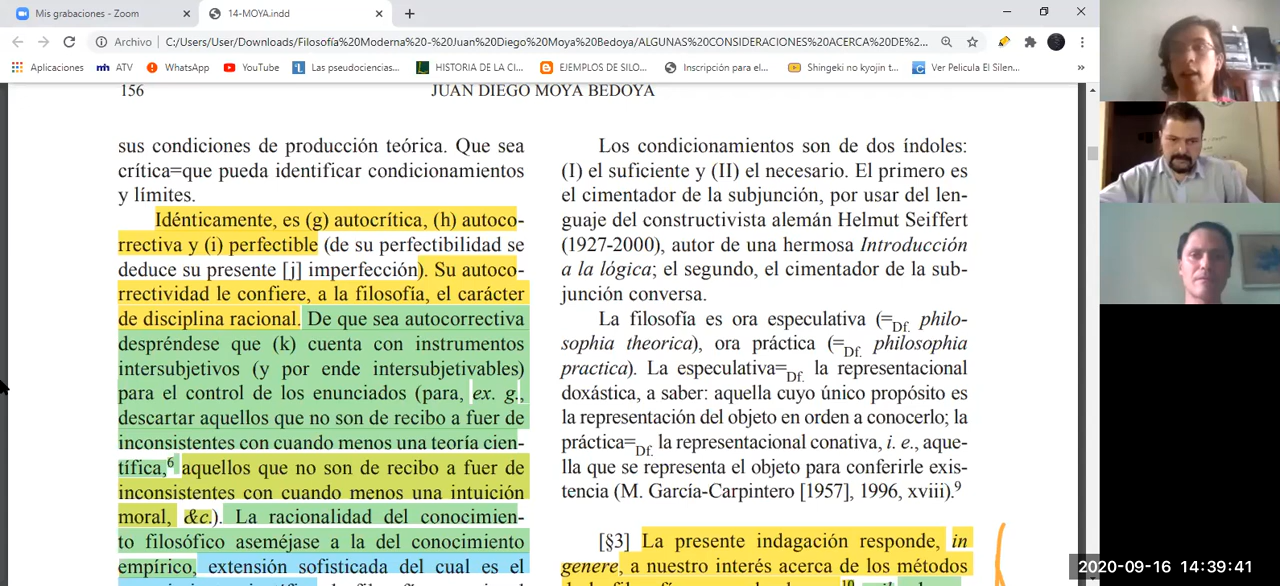 Mis grabaciones - Zoom
14-MOYA.indd
Archivo
C:/Users/User/Downloads/Filosofía%20Moderna%20-%20Juan%20Diego%20Moya%20Bedoya/ALGUNAS%20CONSIDERACIONES%20ACERCA%20DE%...
Aplicaciones
mh ATV
WhatsApp
YouTube
Las pseudociencias...
HISTORIA DE LA CI...
EJEMPLOS DE SILO...
Inscripción para el...
Shingeki no kyojin t...
Ver Pelicula El Silen...
»
156
JUAN DIEGO MOYA BEDOYA
sus condiciones de producción teórica. Que sea
crítica=que pueda identificar condicionamientos
y límites.
Idénticamente, es (g) autocrítica, (h) autoco-
rrectiva y (i) perfectible (de su perfectibilidad se
deduce su presente [j] imperfección). Su autoco-
rrectividad le confiere, a la filosofía, el carácter
de disciplina racional. De que sea autocorrectiva
despréndese que (k) cuenta con instrumentos
intersubjetivos (y por ende intersubjetivables)
para el control de los enunciados (para, ex. g.,
descartar aquellos que no son de recibo a fuer de
inconsistentes con cuando menos una teoría cien-
tífica,6 aquellos que no son de recibo a fuer de
inconsistentes con cuando menos una intuición
moral, &c.). La racionalidad del conocimien-
to filosófico aseméjase a la del conocimiento
empírico, extensión sofisticada del cual es el
Los condicionamientos son de dos índoles:
(I) el suficiente y (II) el necesario. El primero es
el cimentador de la subjunción, por usar del len-
guaje del constructivista alemán Helmut Seiffert
(1927-2000), autor de una hermosa Introducción
a la lógica; el segundo, el cimentador de la sub-
junción conversa.
La filosofía es ora especulativa (=Df. philo-
sophia theorica), ora práctica (=Df. philosophia
practica). La especulativa=Df. la representacional
doxástica, a saber: aquella cuyo único propósito es
la representación del objeto en orden a conocerlo; la
práctica=Df. la representacional conativa, i. e., aque-
lla que se representa el objeto para conferirle exis-
tencia (M. García-Carpintero [1957], 1996, xviii).9
[§3] La presente indagación responde, in
genere, a nuestro interés acerca de los métodos
2020-09-16 14:39:41